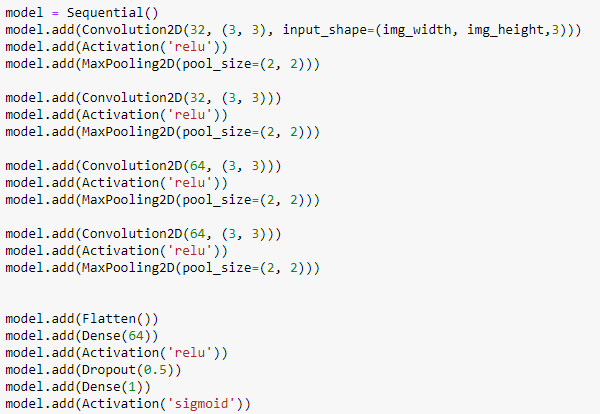 model = Sequential()
model.add(Convolution2D(32, (3, 3), input_shape=(img_width, img_height,3)))
model.add(Activation('relu'))
model.add(MaxPooling2D(pool_size=(2, 2)))

model.add(Convolution2D(32, (3, 3)))
model.add(Activation('relu'))
model.add(MaxPooling2D(pool_size=(2, 2)))

model.add(Convolution2D(64, (3, 3)))
model.add(Activation('relu'))
model.add(MaxPooling2D(pool_size=(2, 2)))

model.add(Convolution2D(64, (3, 3)))
model.add(Activation('relu'))
model.add(MaxPooling2D(pool_size=(2, 2)))


model.add(Flatten())
model.add(Dense(64))
model.add(Activation('relu'))
model.add(Dropout(0.5))
model.add(Dense(1))
model.add(Activation('sigmoid'))